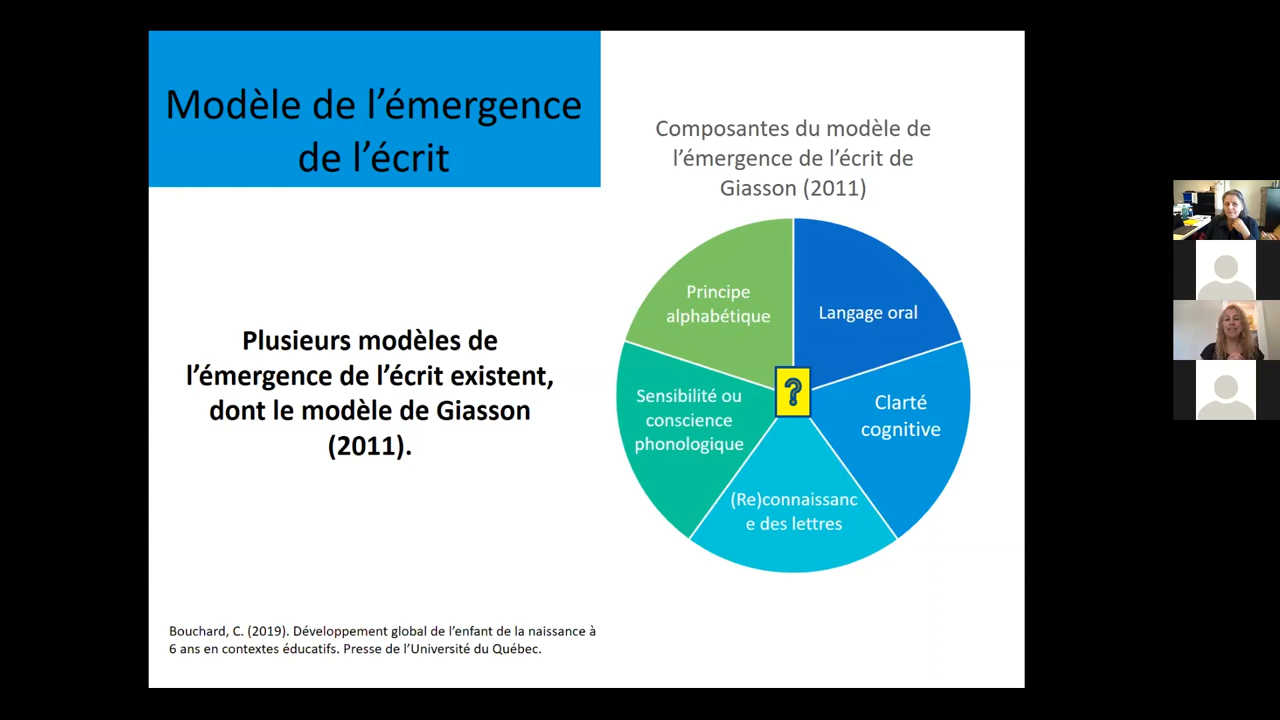 Modèle de l’émergence
de l’écrit
Plusieurs modèles de
l’émergence de l’écrit existent,
dont le modèle de Giasson
(2011).
Bouchard, C. (2019). Développement global de l’enfant de la naissance à
6 ans en contextes éducatifs. Presse de l’Université du Québec.
Composantes du modèle de
l’émergence de l’écrit de
Giasson (2011)
Principe
alphabétique
Langage oral
Sensibilité ou
conscience
phonologique
?
Clarté
cognitive
(Re)connaissanc
e des lettres